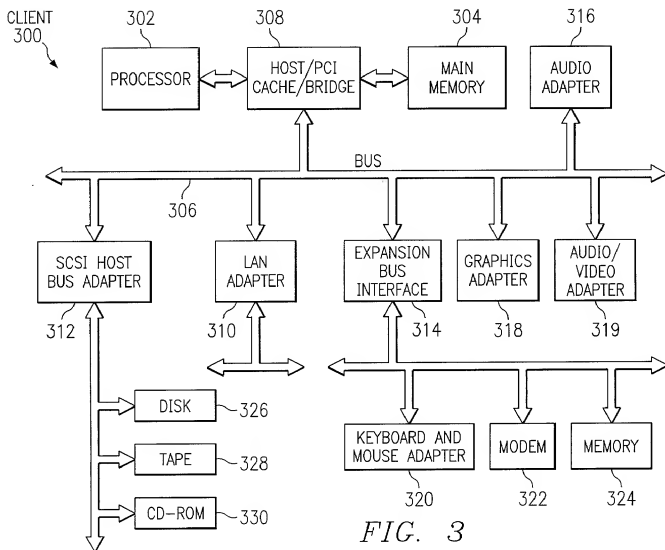 CLIENT
300
302
308
304
316
PROCESSOR
HOST/PCI
CACHE/BRIDGE
MAIN
MEMORY
AUDIO
ADAPTER
BUS
306
SCSI HOST
BUS ADAPTER
LAN
ADAPTER
EXPANSION
BUS
INTERFACE
GRAPHICS
ADAPTER
AUDIO/
VIDEO
ADAPTER
312
310
314
318
319
DISK
326
TAPE
328
CD-ROM
330
KEYBOARD AND
MOUSE ADAPTER
MODEM
MEMORY
320
322
324
FIG. 3